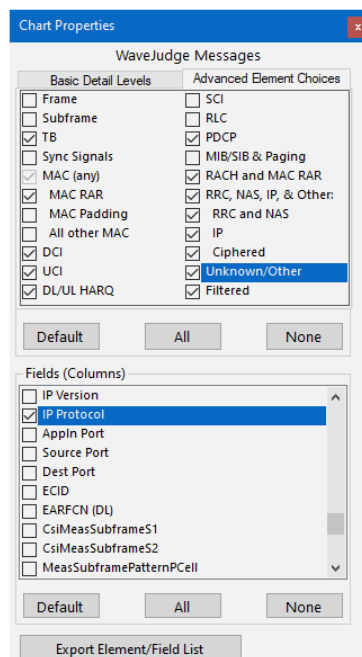 Chart Properties
x
WaveJudge Messages
Basic Detail Levels
Advanced Element Choices
Frame
Subframe
TB
Sync Signals
MAC (any)
MAC RAR
MAC Padding
All other MAC
DCI
UCI
DL/UL HARQ
SCI
RLC
PDCP
MIB/SIB & Paging
RACH and MAC RAR
RRC, NAS, IP, & Other:
RRC and NAS
IP
Ciphered
Unknown/Other
Filtered
Default
All
None
Fields (Columns)
IP Version
IP Protocol
AppIn Port
Source Port
Dest Port
ECID
EARFCN (DL)
CsiMeasSubframeS1
CsiMeasSubframeS2
MeasSubframePatternPCell
Default
All
None
Export Element/Field List